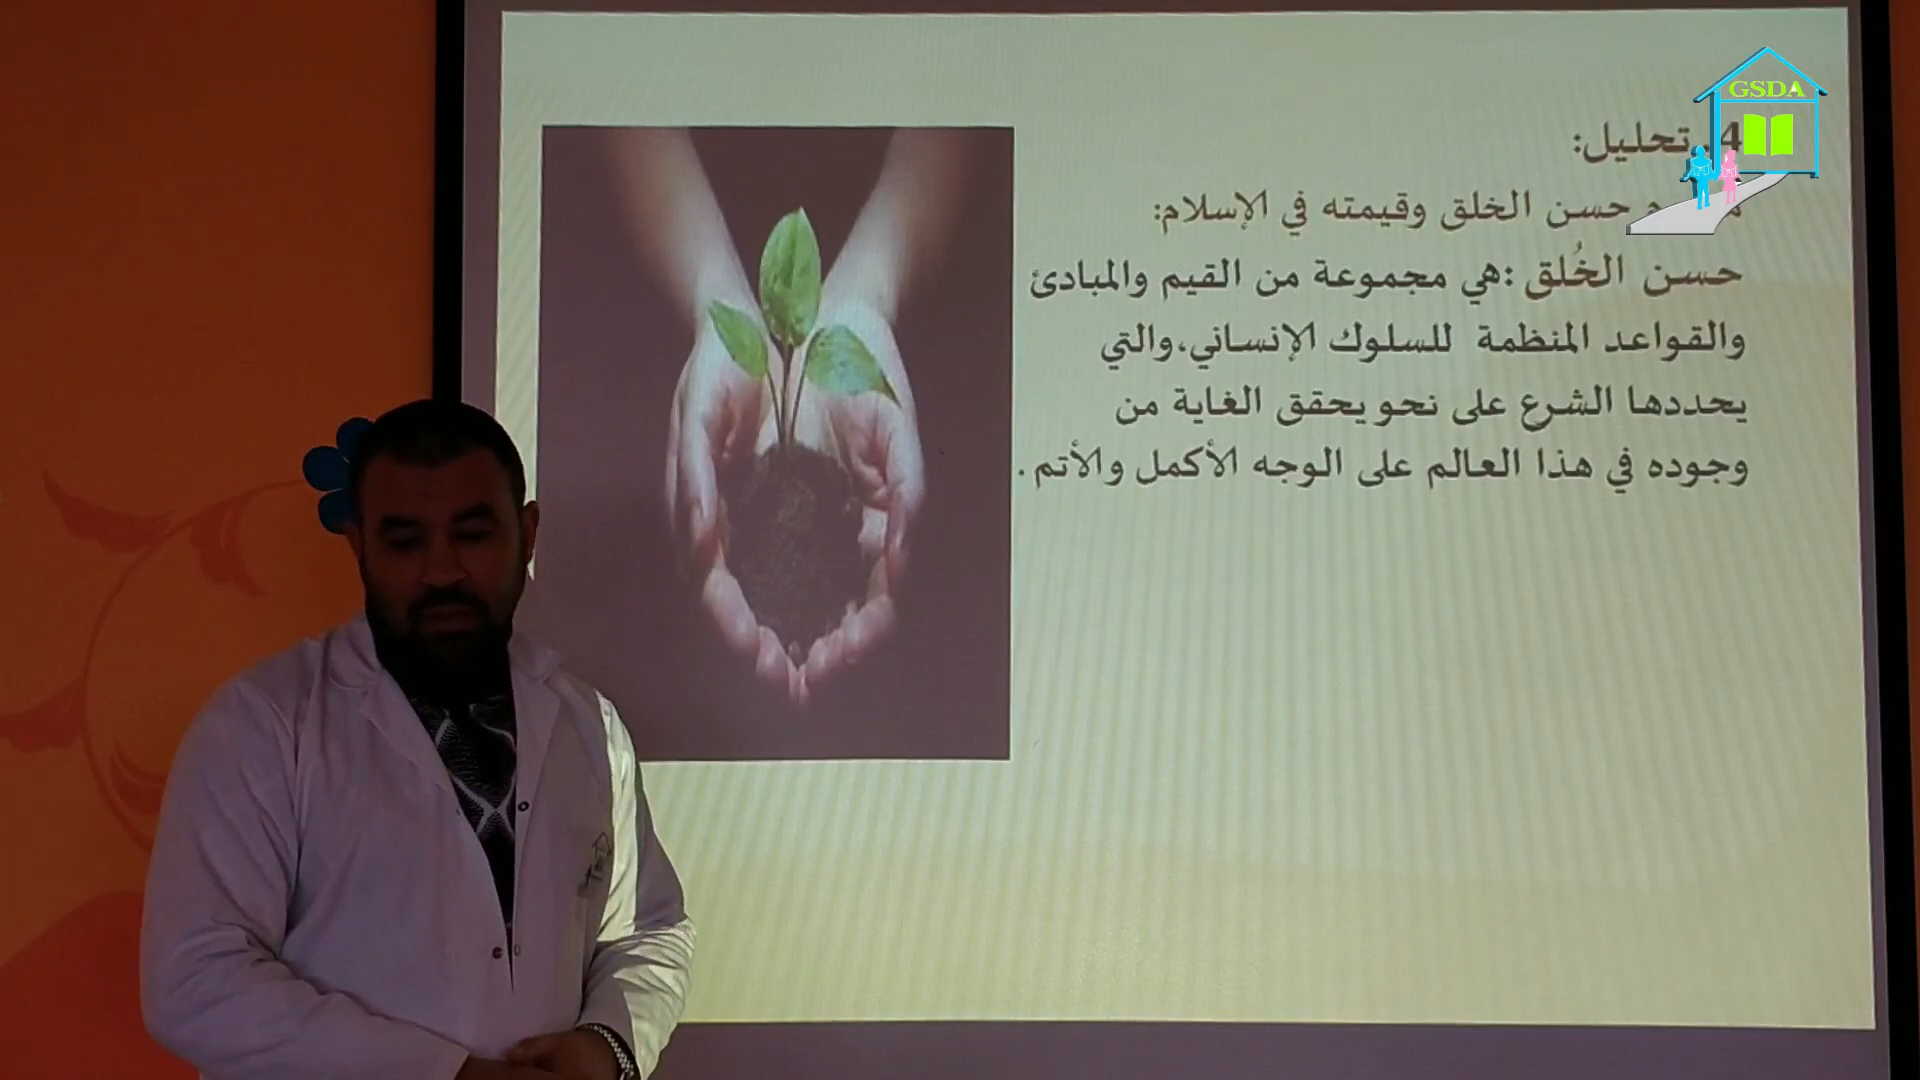 GSDA
4. تحليل:
حسن الخلق وقيمته في الإسلام:
حسن الخُلق :هي مجموعة من القيم والمبادئ
والقواعد المنظمة للسلوك الإنساني،والتي
يحددها الشرع على نحو يحقق الغاية من
وجوده في هذا العالم على الوجه الأكمل والأتم .